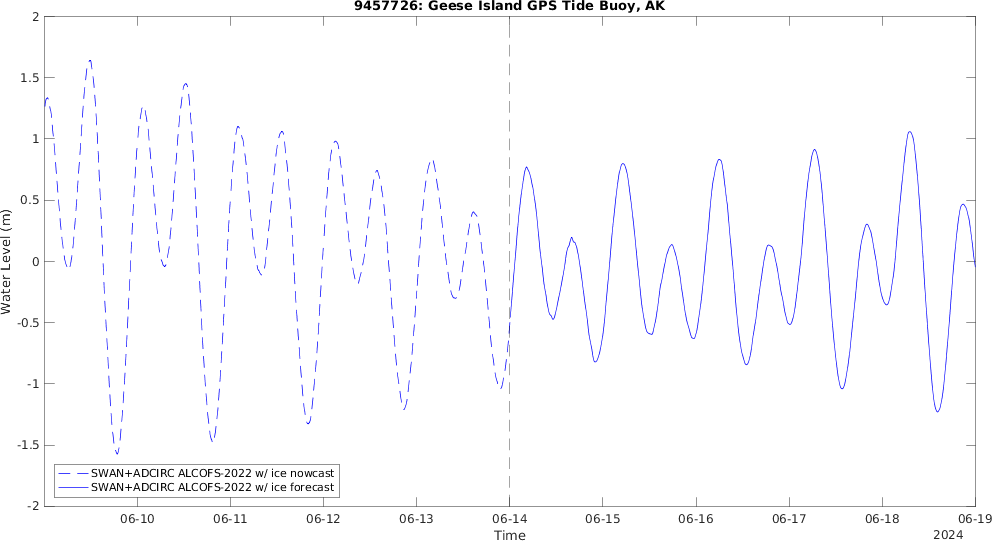 9457726: Geese Island GPS Tide Buoy, AK
2
1.5
1
0.5
0
-0.5
-1
-1.5
-2
Water Level (m)
SWAN+ADCIRC ALCOFS-2022 w/ ice nowcast
SWAN+ADCIRC ALCOFS-2022 w/ ice forecast
06-10 06-11 06-12 06-13 06-14 06-15 06-16 06-17 06-18 06-19
Time
2024